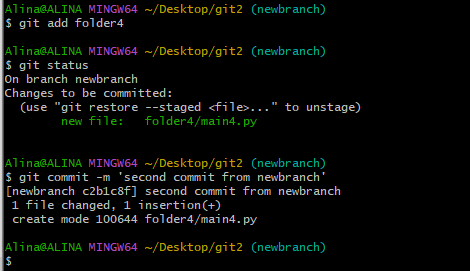 Alina@ALINA MINGW64 ~/Desktop/git2 (newbranch)
$ git add folder4
Alina@ALINA MINGW64 ~/Desktop/git2 (newbranch)
$ git status
On branch newbranch
Changes to be committed:
  (use "git restore --staged <file>..." to unstage)
        new file:   folder4/main4.py
Alina@ALINA MINGW64 ~/Desktop/git2 (newbranch)
$ git commit -m 'second commit from newbranch'
[newbranch c2b1c8f] second commit from newbranch
 1 file changed, 1 insertion(+)
 create mode 100644 folder4/main4.py
Alina@ALINA MINGW64 ~/Desktop/git2 (newbranch)
$